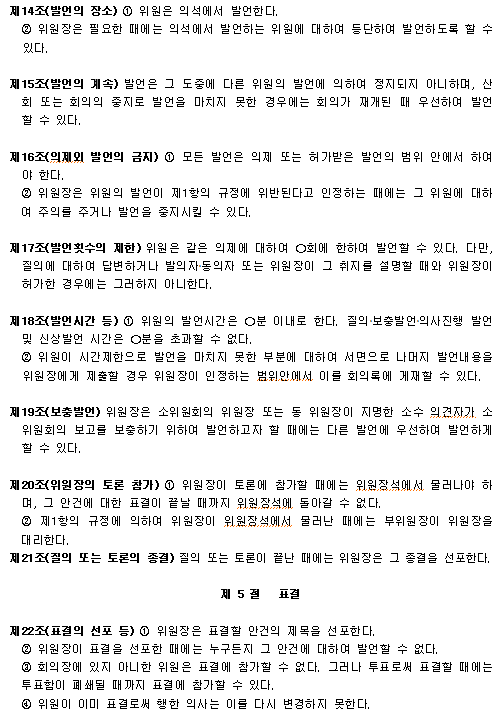 제14조(발언의 장소) ① 위원은 의석에서 발언한다.
② 위원장은 필요한 때에는 의석에서 발언하는 위원에 대하여 등단하여 발언하도록 할 수
있다.
제15조(발언의 계속) 발언은 그 도중에 다른 위원의 발언에 의하여 정지되지 아니하며, 산
회 또는 회의의 중지로 발언을 마치지 못한 경우에는 회의가 재개된 때 우선하여 발언
할 수 있다.
제16조(의제외 발언의 금지) ① 모든 발언은 의제 또는 허가받은 발언의 범위 안에서 하여
야 한다.
② 위원장은 위원의 발언이 제1항의 규정에 위반된다고 인정하는 때에는 그 위원에 대하
여 주의를 주거나 발언을 중지시킬 수 있다.
제17조(발언횟수의 제한) 위원은 같은 의제에 대하여 ○회에 한하여 발언할 수 있다. 다만,
질의에 대하여 답변하거나 발의자·동의자 또는 위원장이 그 취지를 설명할 때와 위원장이
허가한 경우에는 그러하지 아니한다.
제18조(발언시간 등) ① 위원의 발언시간은 ○분 이내로 한다. 질의·보충발언·의사진행 발언
및 신상발언 시간은 ○분을 초과할 수 없다.
② 위원이 시간제한으로 발언을 마치지 못한 부분에 대하여 서면으로 나머지 발언내용을
위원장에게 제출할 경우 위원장이 인정하는 범위안에서 이를 회의록에 게재할 수 있다.
제19조(보충발언) 위원장은 소위원회의 위원장 또는 동 위원장이 지명한 소수 의견자가 소
위원회의 보고를 보충하기 위하여 발언하고자 할 때에는 다른 발언에 우선하여 발언하게
할 수 있다.
제20조(위원장의 토론 참가) ① 위원장이 토론에 참가할 때에는 위원장석에서 물러나야 하
며, 그 안건에 대한 표결이 끝날 때까지 위원장석에 돌아갈 수 없다.
② 제1항의 규정에 의하여 위원장이 위원장석에서 물러난 때에는 부위원장이 위원장을
대리한다.
제21조(질의 또는 토론의 종결) 질의 또는 토론이 끝난 때에는 위원장은 그 종결을 선포한다.
제 5 절 표결
제22조(표결의 선포 등) ① 위원장은 표결할 안건의 제목을 선포한다.
② 위원장이 표결을 선포한 때에는 누구든지 그 안건에 대하여 발언할 수 없다.
③ 회의장에 있지 아니한 위원은 표결에 참가할 수 없다. 그러나 투표로써 표결할 때에는
투표함이 폐쇄될 때까지 표결에 참가할 수 있다.
④ 위원이 이미 표결로써 행한 의사는 이를 다시 변경하지 못한다.